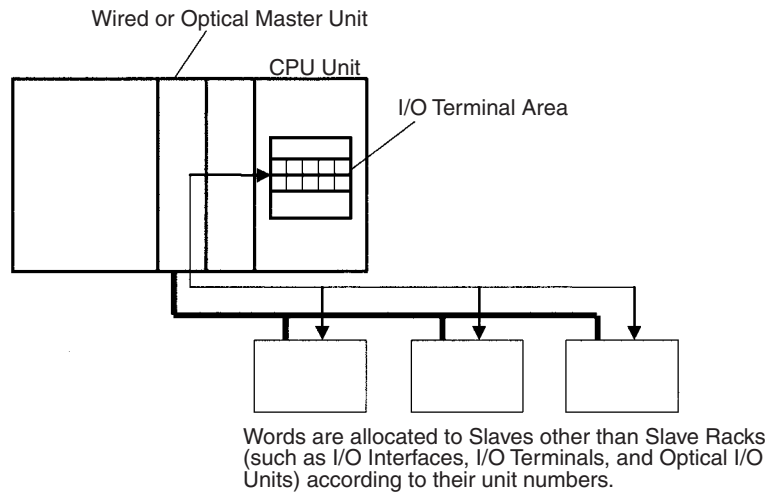 Wired or Optical Master Unit
CPU Unit
I/O Terminal Area
Words are allocated to Slaves other than Slave Racks
(such as I/O Interfaces, I/O Terminals, and Optical I/O
Units) according to their unit numbers.